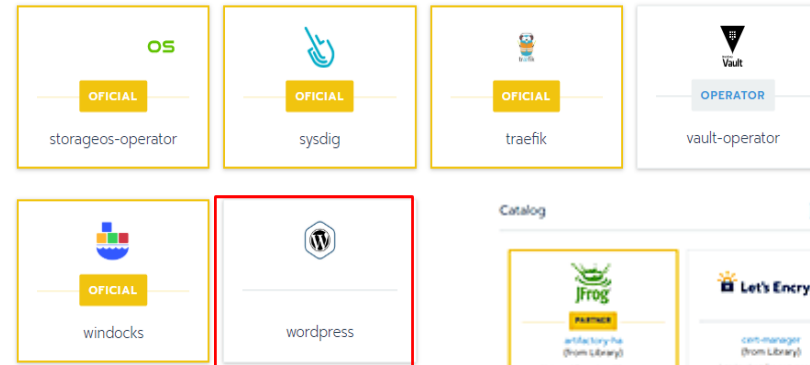 OS
OFICIAL
storageos-operator
OFICIAL
sysdig
træfik
OFICIAL
traefik
Vault
OPERATOR
vault-operator
OFICIAL
windocks
wordpress
Catalog
JFrog
PARTNER
artifactory-ha
(from Library)
Let's Encry
cert-manager
(from Library)